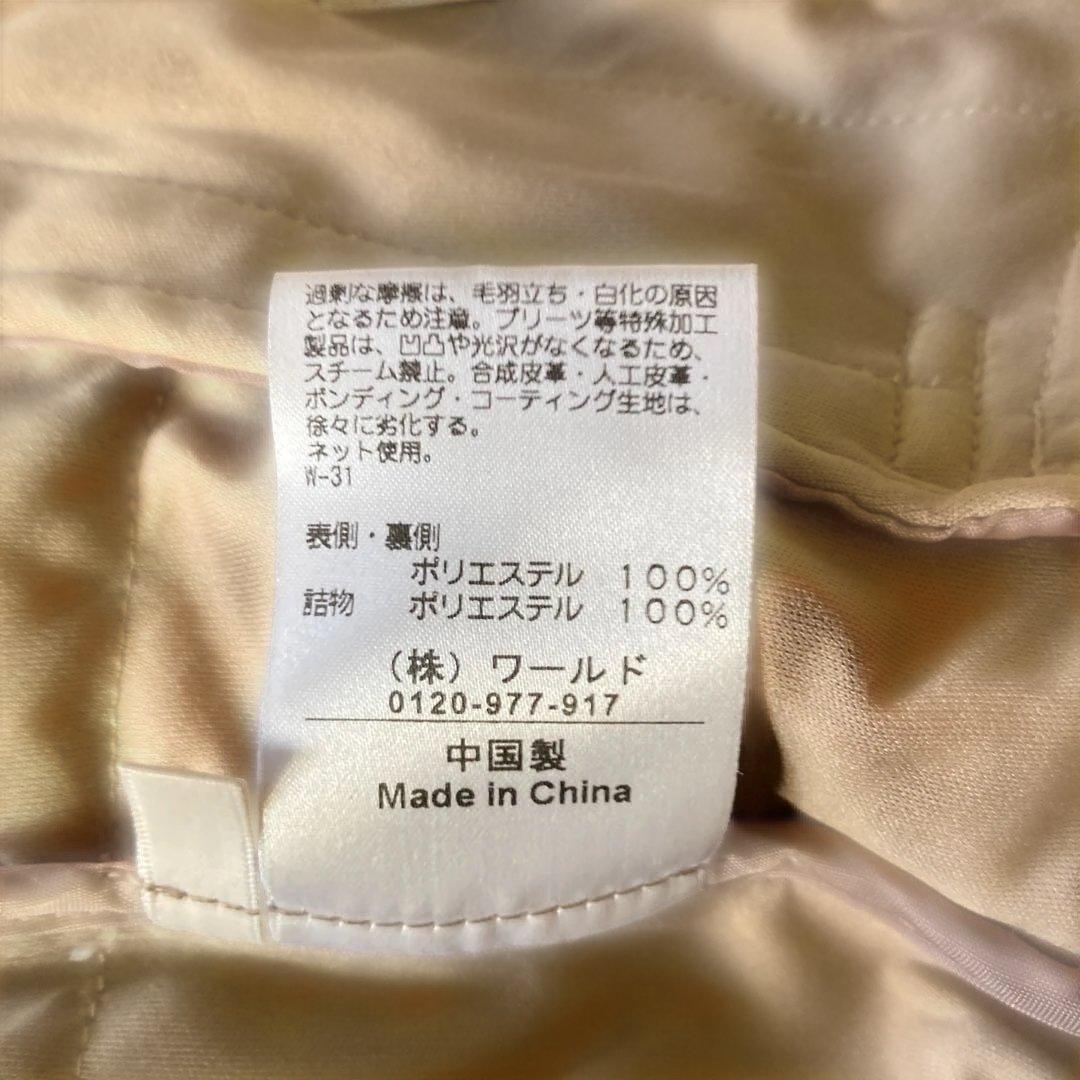 過剰な摩擦は、毛羽立ち・白化の原因
となるため注意。プリーツ等特殊加工
製品は、凹凸や光沢がなくなるため、
スチーム禁止。合成皮革・人工皮革・
ボンディング・コーティング生地は、
徐々に劣化する。
ネット使用。
W-31
表側・裏側
ポリエステル 100%
詰物 ポリエステル 100%
(株)ワールド
0120-977-917
中国製
Made in China